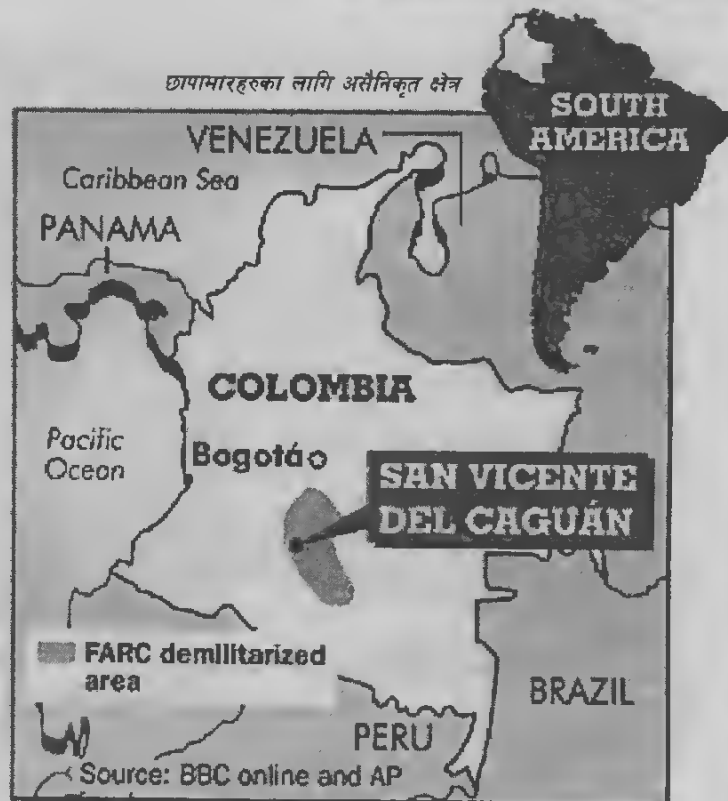 छापामारहरुका लागि असैनिकृत क्षेत्र
SOUTH
AMERICA
VENEZUELA
Caribbean Sea
PANAMA
COLOMBIA
Pacific
Ocean
Bogotá
SAN VICENTE
DEL CAGUÁN
FARC demilitarized
area
BRAZIL
PERU
Source: BBC online and AP